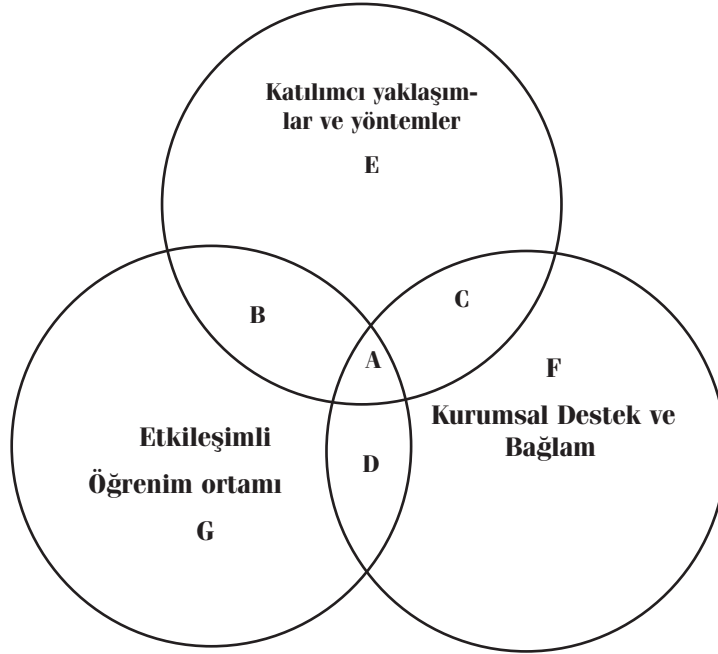 Katılımcı yaklaşım-
lar ve yöntemler
E
B
C
A
F
Kurumsal Destek ve
Bağlam
Etkileşimli
Öğrenim ortamı
G
D